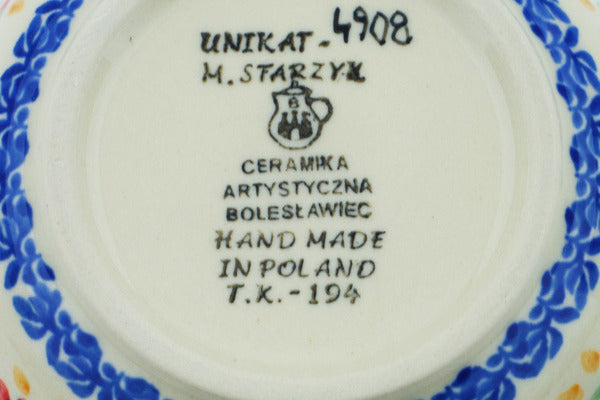 UNIKAT-4908
M. STARZYK
CERAMIKA
ARTYSTYCZNA
BOLESŁAWIEC
HAND MADE
IN POLAND
T.K.-194